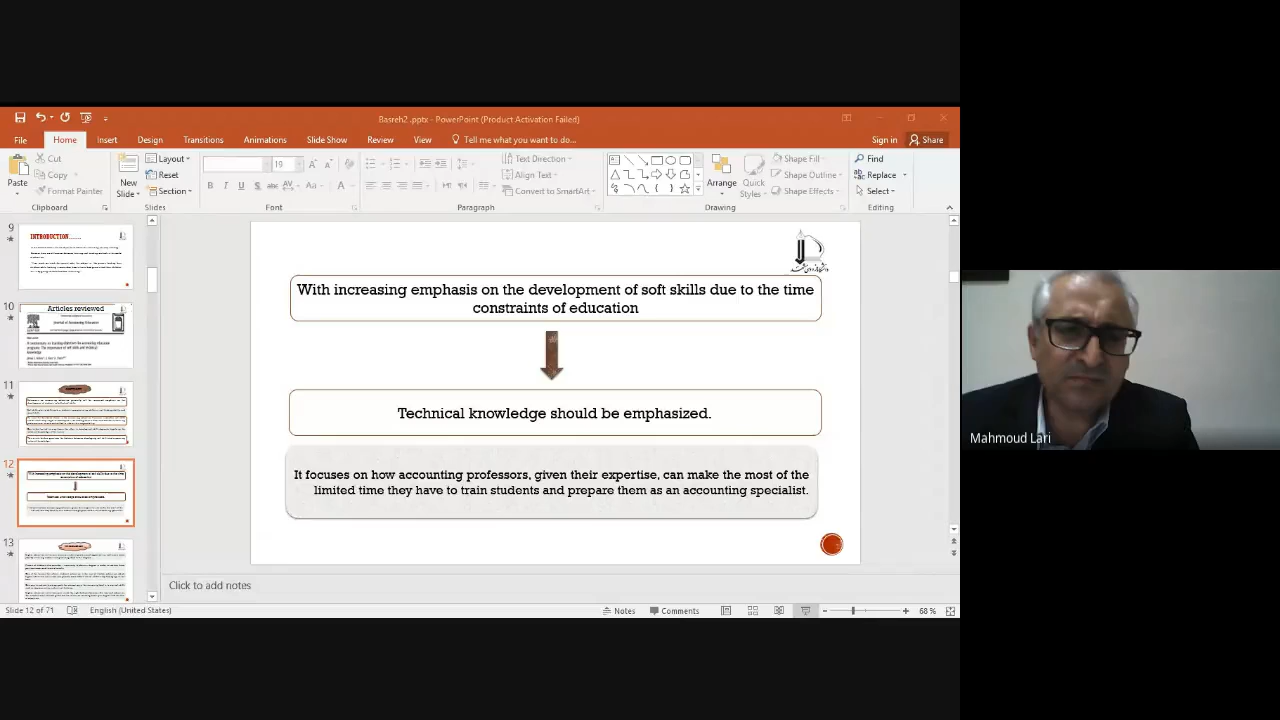 Basreh2 .pptx - PowerPoint (Product Activation Failed)
File Home Insert Design Transitions Animations Slide Show Review View Tell me what you want to do... Sign in Share
Paste
Cut
Copy
Format Painter
Clipboard
New Slide
Layout
Reset
Section
Slides
19
Font
Text Direction
Align Text
Convert to SmartArt
Paragraph
Arrange
Quick Styles
Shape Fill
Shape Outline
Shape Effects
Drawing
Find
Replace
Select
Editing
9
INTRODUCTION
10
Articles reviewed
11
12
13
With increasing emphasis on the development of soft skills due to the time
constraints of education
Technical knowledge should be emphasized.
It focuses on how accounting professors, given their expertise, can make the most of the
limited time they have to train students and prepare them as an accounting specialist.
Click to add notes
Slide 12 of 71 English (United States) Notes Comments 68 %
Mahmoud Lari